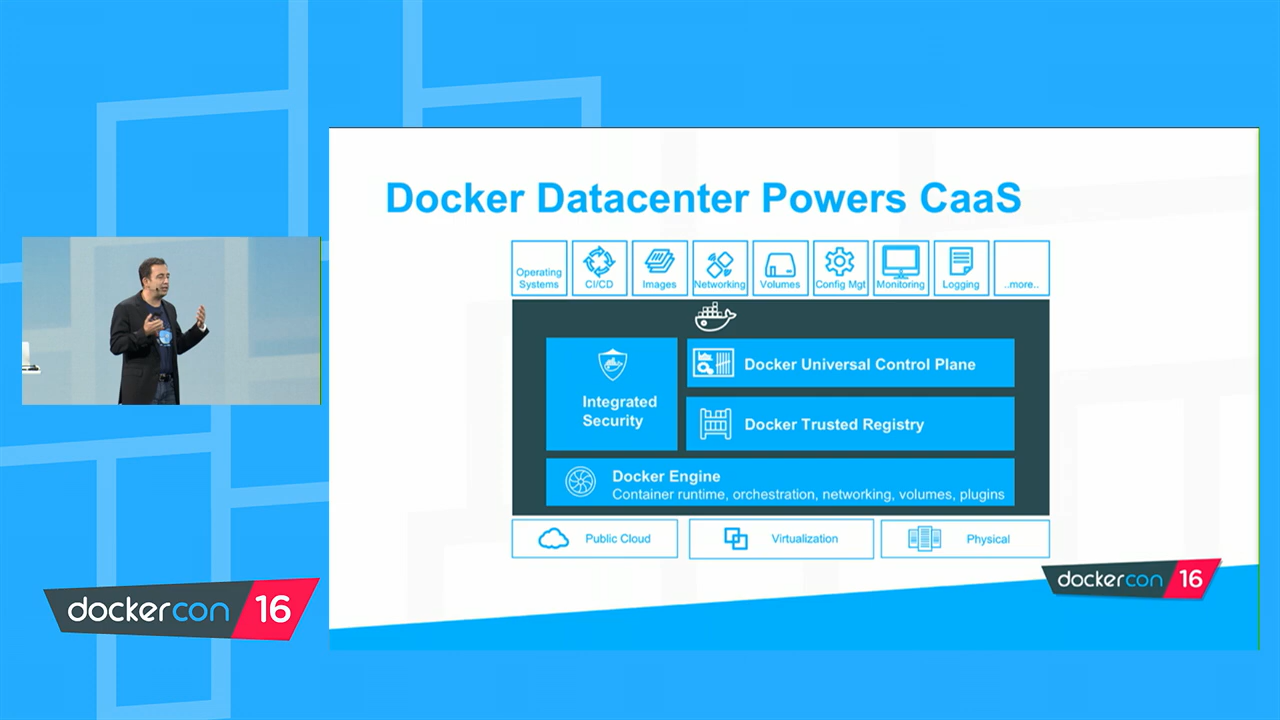 Docker Datacenter Powers CaaS
Operating
Systems
CI/CD
Images
Networking
Volumes
Config Mgt
Monitoring
Logging
..more..
Integrated
Security
Docker Universal Control Plane
Docker Trusted Registry
Docker Engine
Container runtime, orchestration, networking, volumes, plugins
Public Cloud
Virtualization
Physical
dockercon 16
dockercon 16